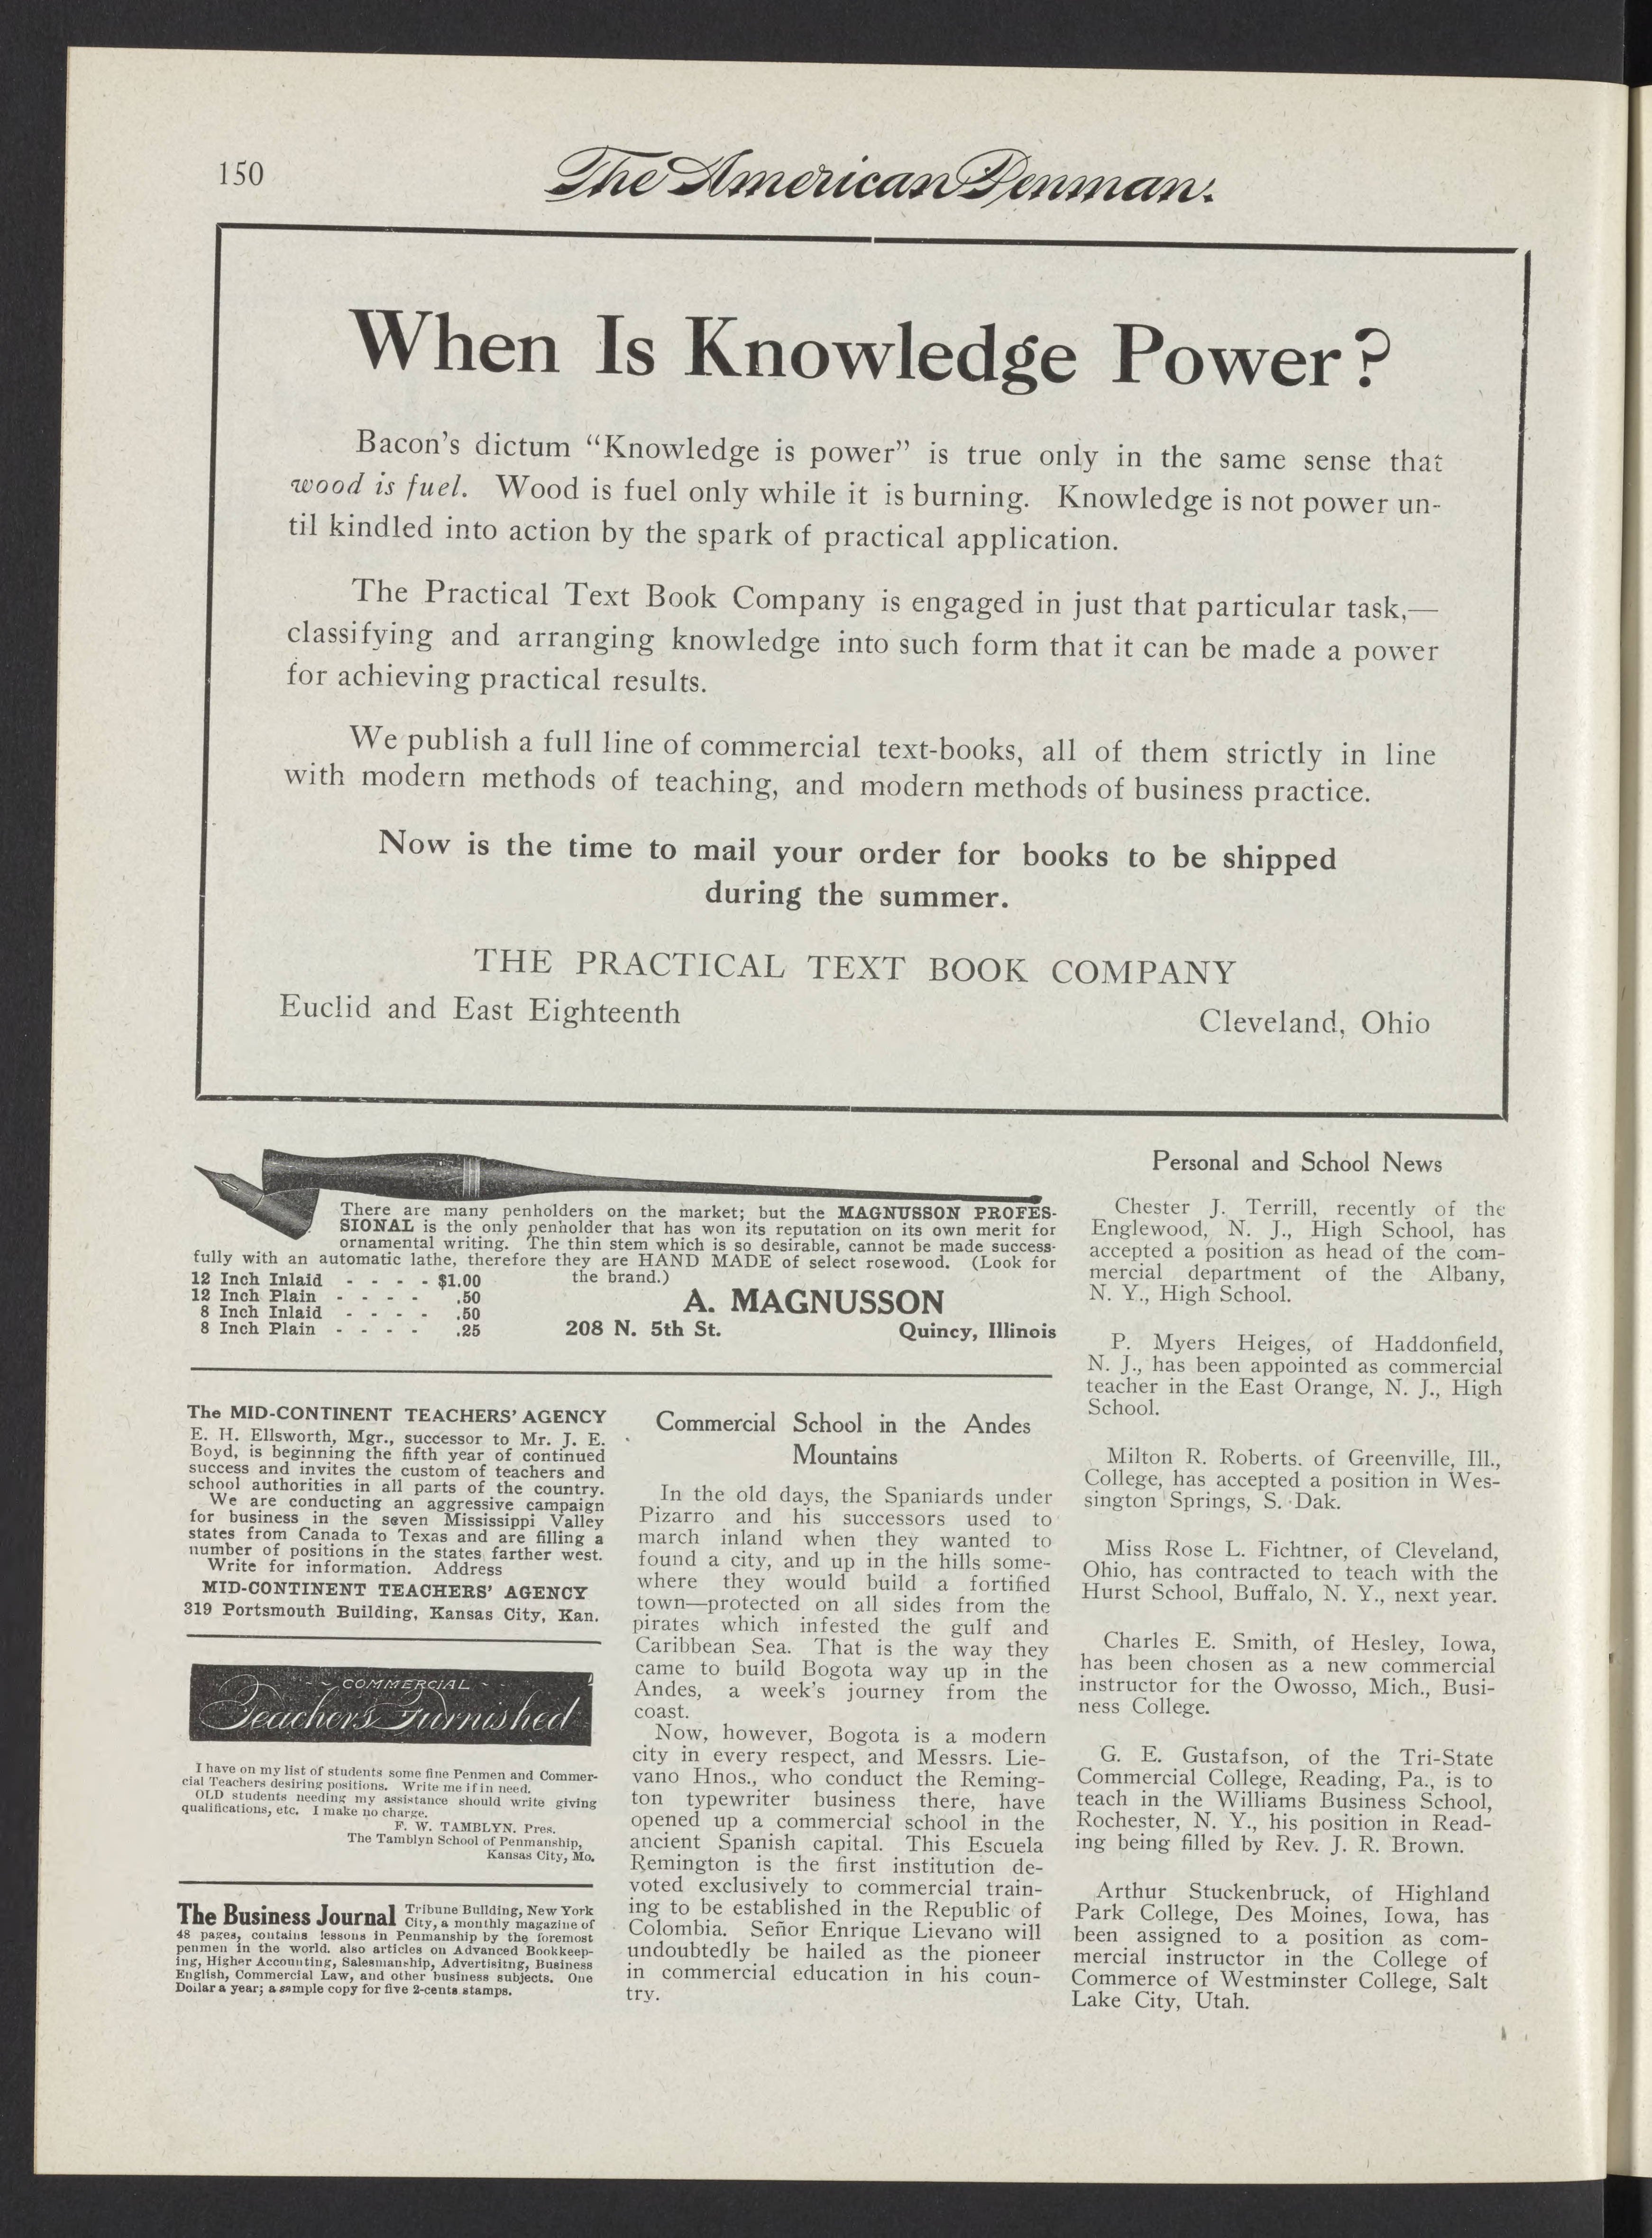 150
The American Penman.
When Is Knowledge Power?
Bacon's dictum “Knowledge is power” is true only in the same sense that
wood is fuel. Wood is fuel only while it is burning. Knowledge is not power un-
til kindled into action by the spark of practical application.
The Practical Text Book Company is engaged in just that particular task,—
classifying and arranging knowledge into such form that it can be made a power
for achieving practical results.
We publish a full line of commercial text-books, all of them strictly in line
with modern methods of teaching, and modern methods of business practice.
Now is the time to mail your order for books to be shipped
during the summer.
THE PRACTICAL TEXT BOOK COMPANY
Euclid and East Eighteenth Cleveland, Ohio
There are many penholders on the market; but the MAGNUSSON PROFES-
SIONAL is the only penholder that has won its reputation on its own merit for
ornamental writing. The thin stem which is so desirable, cannot be made success-
fully with an automatic lathe, therefore they are HAND MADE of select rosewood. (Look for
the brand.)
12 Inch Inlaid - - - - $1.00
12 Inch Plain - - - - .50
8 Inch Inlaid - - - - .50
8 Inch Plain - - - - .25
A. MAGNUSSON
208 N. 5th St. Quincy, Illinois
The MID-CONTINENT TEACHERS' AGENCY
E. H. Ellsworth, Mgr., successor to Mr. J. E.
Boyd, is beginning the fifth year of continued
success and invites the custom of teachers and
school authorities in all parts of the country.
We are conducting an aggressive campaign
for business in the seven Mississippi Valley
states from Canada to Texas and are filling a
number of positions in the states farther west.
Write for information. Address
MID-CONTINENT TEACHERS' AGENCY
319 Portsmouth Building, Kansas City, Kan.
COMMERCIAL
Teachers Furnished
I have on my list of students some fine Penmen and Commer-
cial Teachers desiring positions. Write me if in need.
OLD students needing my assistance should write giving
qualifications, etc. I make no charge.
F. W. TAMBLYN. Pres.
The Tamblyn School of Penmanship,
Kansas City, Mo.
The Business Journal Tribune Building, New York
City, a monthly magazine of
48 pages, contains lessons in Penmanship by the foremost
penmen in the world. also articles on Advanced Bookkeep-
ing, Higher Accounting, Salesmanship, Advertisitng, Business
English, Commercial Law, and other business subjects. One
Dollar a year; a sample copy for five 2-cents stamps.
Commercial School in the Andes
Mountains
In the old days, the Spaniards under
Pizarro and his successors used to
march inland when they wanted to
found a city, and up in the hills some-
where they would build a fortified
town—protected on all sides from the
pirates which infested the gulf and
Caribbean Sea. That is the way they
came to build Bogota way up in the
Andes, a week's journey from the
coast.
Now, however, Bogota is a modern
city in every respect, and Messrs. Lie-
vano Hnos., who conduct the Reming-
ton typewriter business there, have
opened up a commercial school in the
ancient Spanish capital. This Escuela
Remington is the first institution de-
voted exclusively to commercial train-
ing to be established in the Republic of
Colombia. Señor Enrique Lievano will
undoubtedly be hailed as the pioneer
in commercial education in his coun-
try.
Personal and School News
Chester J. Terrill, recently of the
Englewood, N. J., High School, has
accepted a position as head of the com-
mercial department of the Albany,
N. Y., High School.
P. Myers Heiges, of Haddonfield,
N. J., has been appointed as commercial
teacher in the East Orange, N. J., High
School.
Milton R. Roberts. of Greenville, Ill.,
College, has accepted a position in Wes-
sington Springs, S. Dak.
Miss Rose L. Fichtner, of Cleveland,
Ohio, has contracted to teach with the
Hurst School, Buffalo, N. Y., next year.
Charles E. Smith, of Hesley, Iowa,
has been chosen as a new commercial
instructor for the Owosso, Mich., Busi-
ness College.
G. E. Gustafson, of the Tri-State
Commercial College, Reading, Pa., is to
teach in the Williams Business School,
Rochester, N. Y., his position in Read-
ing being filled by Rev. J. R. Brown.
Arthur Stuckenbruck, of Highland
Park College, Des Moines, Iowa, has
been assigned to a position as com-
mercial instructor in the College of
Commerce of Westminster College, Salt
Lake City, Utah.